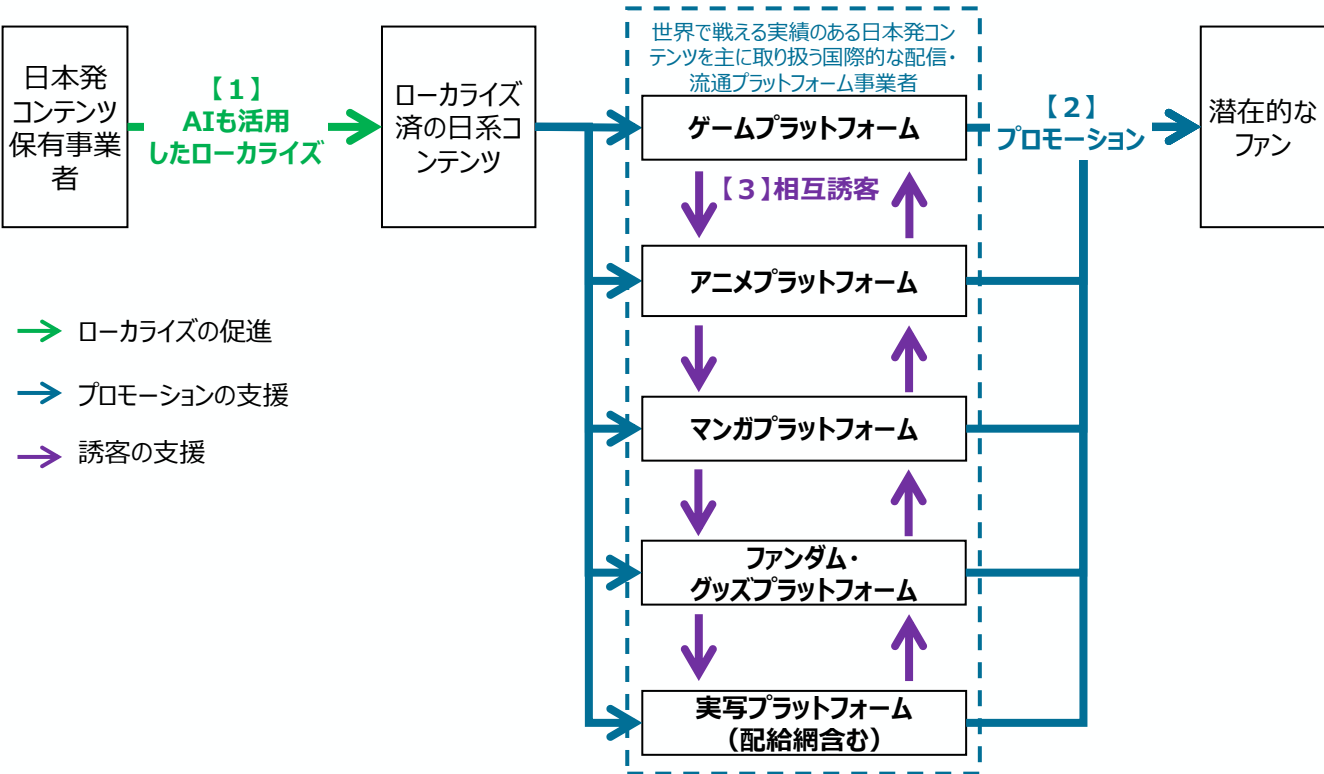 日本発
コンテンツ
保有事業
者
【1】
AIも活用
したローカライズ
ローカライズ
済の日系コ
ンテンツ
世界で戦える実績のある日本発コン
テンツを主に取り扱う国際的な配信・
流通プラットフォーム事業者
ゲームプラットフォーム
【3】相互誘客
アニメプラットフォーム
マンガプラットフォーム
ファンダム・
グッズプラットフォーム
実写プラットフォーム
(配給網含む)
【2】
プロモーション
潜在的な
ファン
ローカライズの促進
プロモーションの支援
誘客の支援